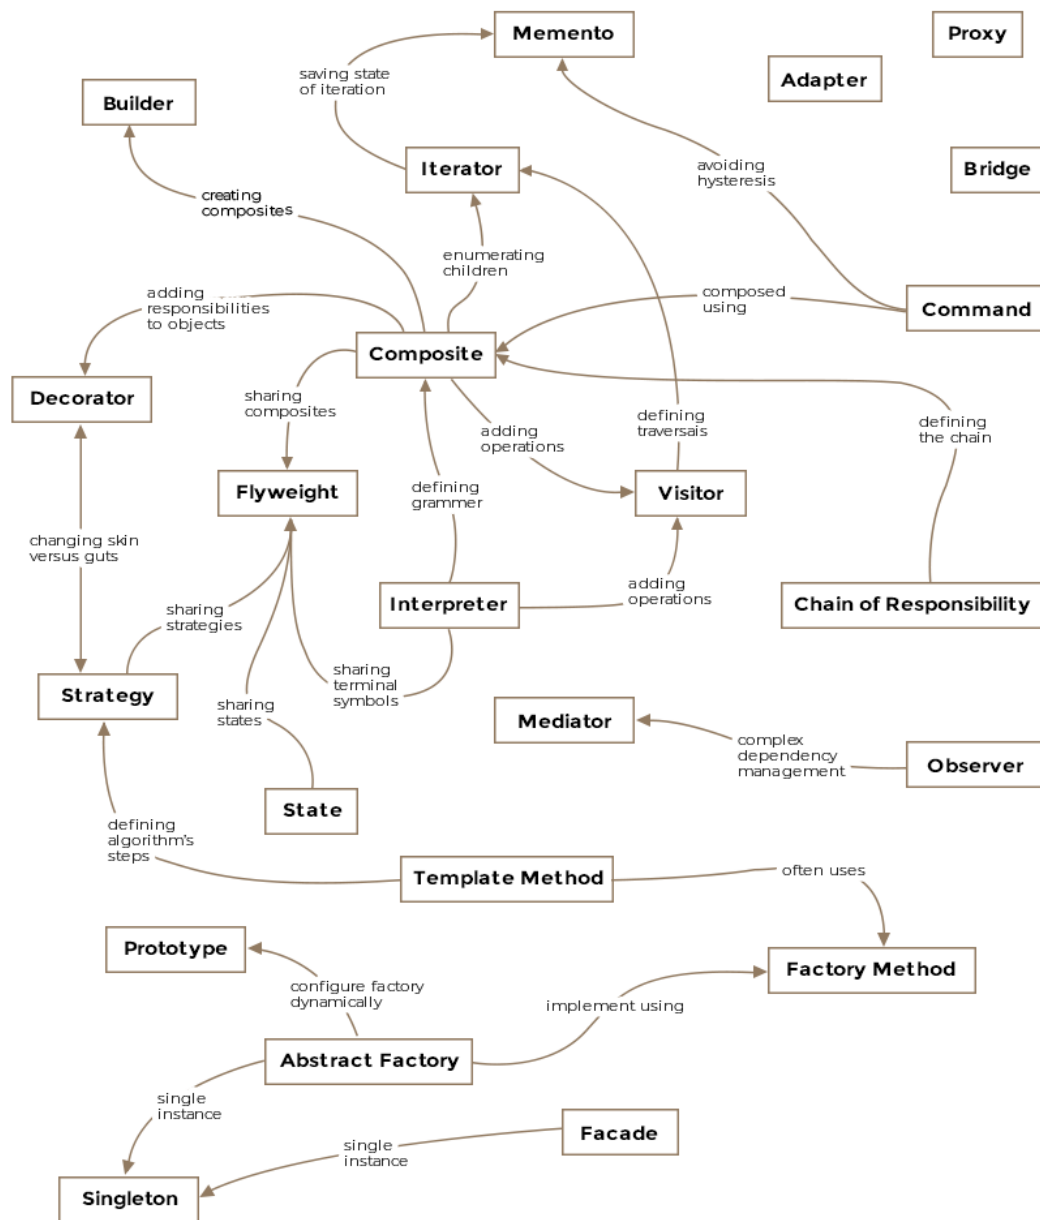 Memento
Proxy
Adapter
saving state
of iteration
Builder
Iterator
avoiding
hysteresis
Bridge
creating
composites
enumerating
children
adding
responsibilities
to objects
composed
using
Command
Composite
Decorator
sharing
composites
adding
operations
defining
traversais
defining
the chain
Flyweight
defining
grammer
Visitor
changing skin
versus guts
sharing
strategies
Interpreter
adding
operations
Chain of Responsibility
Strategy
sharing
terminal
symbols
sharing
states
Mediator
complex
dependency
management
Observer
State
defining
algorithm's
steps
Template Method
often uses
Prototype
Factory Method
configure factory
dynamically
implement using
Abstract Factory
single
instance
Facade
single
instance
Singleton